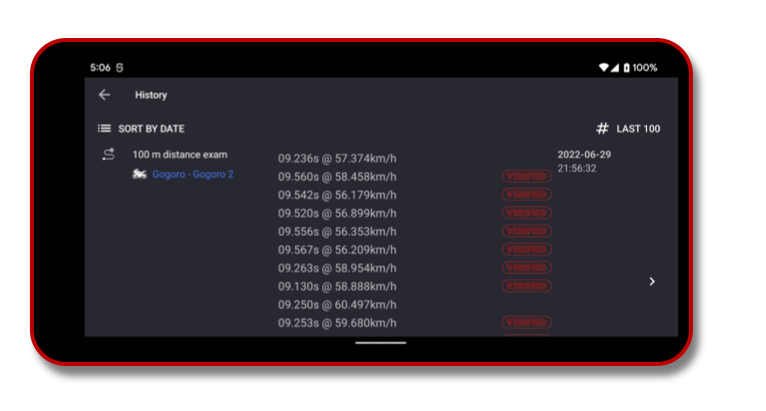 5:06 100%
History
SORT BY DATE # LAST 100
100 m distance exam
Gogoro - Gogoro 2
09.236s @ 57.374km/h
09.560s @ 58.458km/h VERIFIED
09.542s @ 56.179km/h VERIFIED
09.520s @ 56.899km/h VERIFIED
09.556s @ 56.353km/h VERIFIED
09.567s @ 56.209km/h VERIFIED
09.263s @ 58.954km/h VERIFIED
09.130s @ 58.888km/h VERIFIED
09.250s @ 60.497km/h
09.253s @ 59.680km/h VERIFIED
2022-06-29
21:56:32